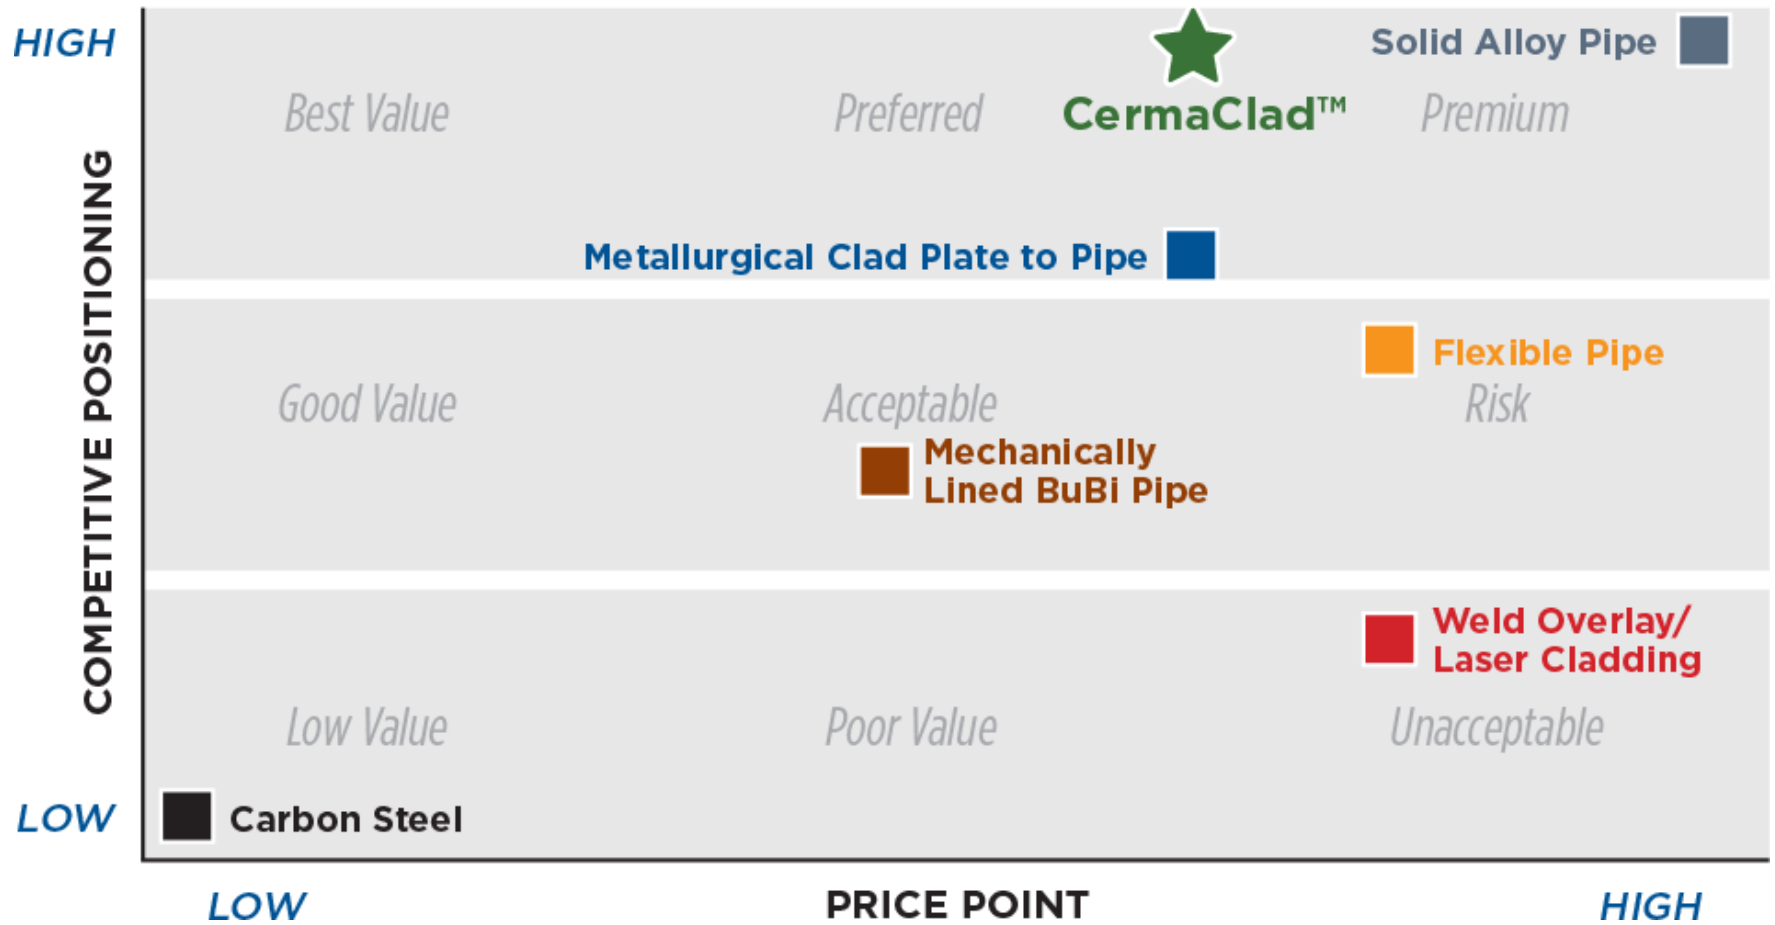 HIGH
Solid Alloy Pipe
Best Value
Preferred
CermaClad™
Premium
Metallurgical Clad Plate to Pipe
COMPETITIVE POSITIONING
Flexible Pipe
Good Value
Acceptable
Risk
Mechanically
Lined BuBi Pipe
Weld Overlay/
Laser Cladding
Low Value
Poor Value
Unacceptable
LOW
Carbon Steel
LOW
PRICE POINT
HIGH